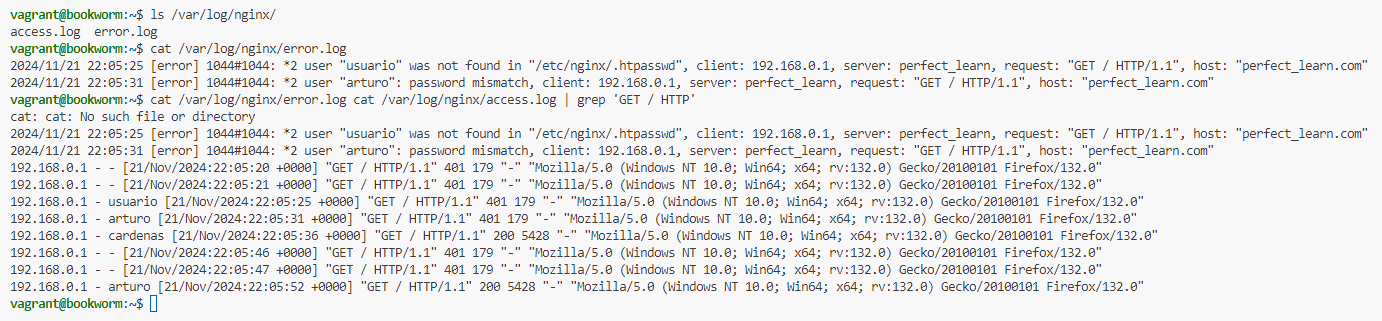 vagrant@bookworm:~$ ls /var/log/nginx/
access.log  error.log
vagrant@bookworm:~$ cat /var/log/nginx/error.log
2024/11/21 22:05:25 [error] 1044#1044: *2 user "usuario" was not found in "/etc/nginx/.htpasswd", client: 192.168.0.1, server: perfect_learn, request: "GET / HTTP/1.1", host: "perfect_learn.com"
2024/11/21 22:05:31 [error] 1044#1044: *2 user "arturo": password mismatch, client: 192.168.0.1, server: perfect_learn, request: "GET / HTTP/1.1", host: "perfect_learn.com"
vagrant@bookworm:~$ cat /var/log/nginx/error.log cat /var/log/nginx/access.log | grep 'GET / HTTP'
cat: cat: No such file or directory
2024/11/21 22:05:25 [error] 1044#1044: *2 user "usuario" was not found in "/etc/nginx/.htpasswd", client: 192.168.0.1, server: perfect_learn, request: "GET / HTTP/1.1", host: "perfect_learn.com"
2024/11/21 22:05:31 [error] 1044#1044: *2 user "arturo": password mismatch, client: 192.168.0.1, server: perfect_learn, request: "GET / HTTP/1.1", host: "perfect_learn.com"
192.168.0.1 - - [21/Nov/2024:22:05:20 +0000] "GET / HTTP/1.1" 401 179 "-" "Mozilla/5.0 (Windows NT 10.0; Win64; x64; rv:132.0) Gecko/20100101 Firefox/132.0"
192.168.0.1 - - [21/Nov/2024:22:05:21 +0000] "GET / HTTP/1.1" 401 179 "-" "Mozilla/5.0 (Windows NT 10.0; Win64; x64; rv:132.0) Gecko/20100101 Firefox/132.0"
192.168.0.1 - usuario [21/Nov/2024:22:05:25 +0000] "GET / HTTP/1.1" 401 179 "-" "Mozilla/5.0 (Windows NT 10.0; Win64; x64; rv:132.0) Gecko/20100101 Firefox/132.0"
192.168.0.1 - arturo [21/Nov/2024:22:05:31 +0000] "GET / HTTP/1.1" 401 179 "-" "Mozilla/5.0 (Windows NT 10.0; Win64; x64; rv:132.0) Gecko/20100101 Firefox/132.0"
192.168.0.1 - cardenas [21/Nov/2024:22:05:36 +0000] "GET / HTTP/1.1" 200 5428 "-" "Mozilla/5.0 (Windows NT 10.0; Win64; x64; rv:132.0) Gecko/20100101 Firefox/132.0"
192.168.0.1 - - [21/Nov/2024:22:05:46 +0000] "GET / HTTP/1.1" 401 179 "-" "Mozilla/5.0 (Windows NT 10.0; Win64; x64; rv:132.0) Gecko/20100101 Firefox/132.0"
192.168.0.1 - - [21/Nov/2024:22:05:47 +0000] "GET / HTTP/1.1" 401 179 "-" "Mozilla/5.0 (Windows NT 10.0; Win64; x64; rv:132.0) Gecko/20100101 Firefox/132.0"
192.168.0.1 - arturo [21/Nov/2024:22:05:52 +0000] "GET / HTTP/1.1" 200 5428 "-" "Mozilla/5.0 (Windows NT 10.0; Win64; x64; rv:132.0) Gecko/20100101 Firefox/132.0"
vagrant@bookworm:~$